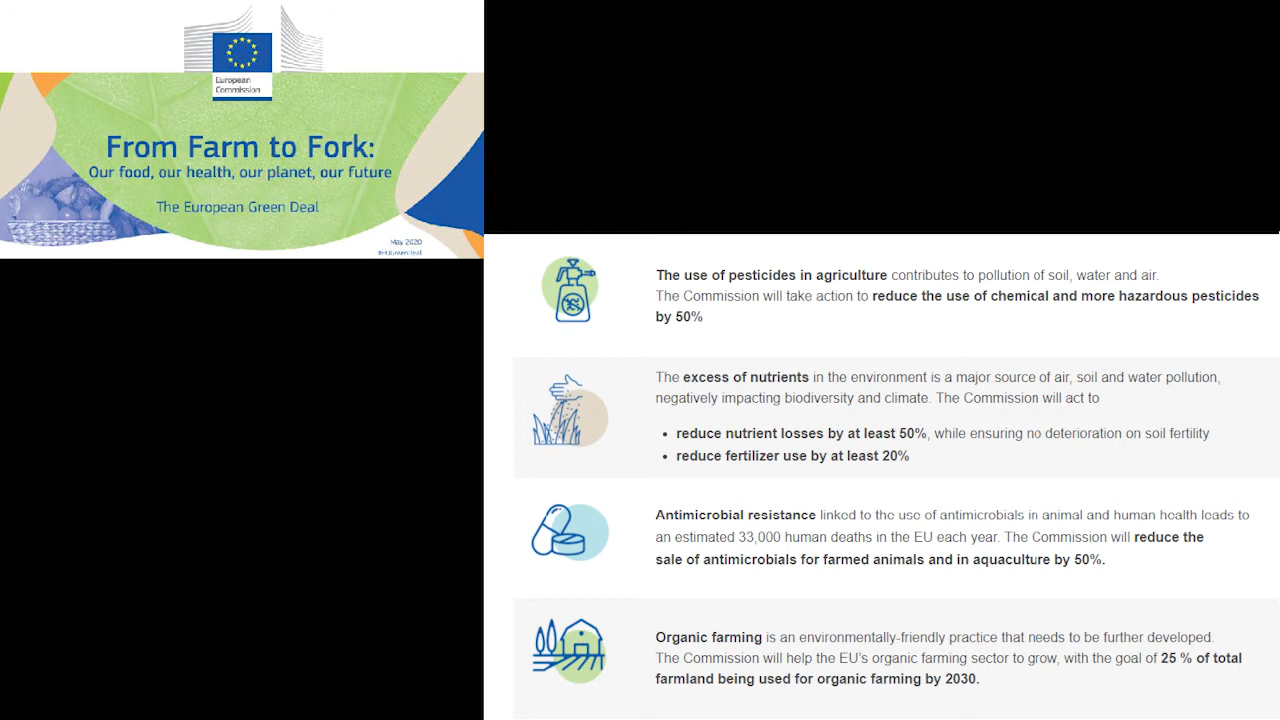 European
Commission
From Farm to Fork:
Our food, our health, our planet, our future
The European Green Deal
May 2020
#EUGreenDeal
The use of pesticides in agriculture contributes to pollution of soil, water and air.
The Commission will take action to reduce the use of chemical and more hazardous pesticides
by 50%
The excess of nutrients in the environment is a major source of air, soil and water pollution,
negatively impacting biodiversity and climate. The Commission will act to
• reduce nutrient losses by at least 50%, while ensuring no deterioration on soil fertility
• reduce fertilizer use by at least 20%
Antimicrobial resistance linked to the use of antimicrobials in animal and human health leads to
an estimated 33,000 human deaths in the EU each year. The Commission will reduce the
sale of antimicrobials for farmed animals and in aquaculture by 50%.
Organic farming is an environmentally-friendly practice that needs to be further developed.
The Commission will help the EU’s organic farming sector to grow, with the goal of 25 % of total
farmland being used for organic farming by 2030.